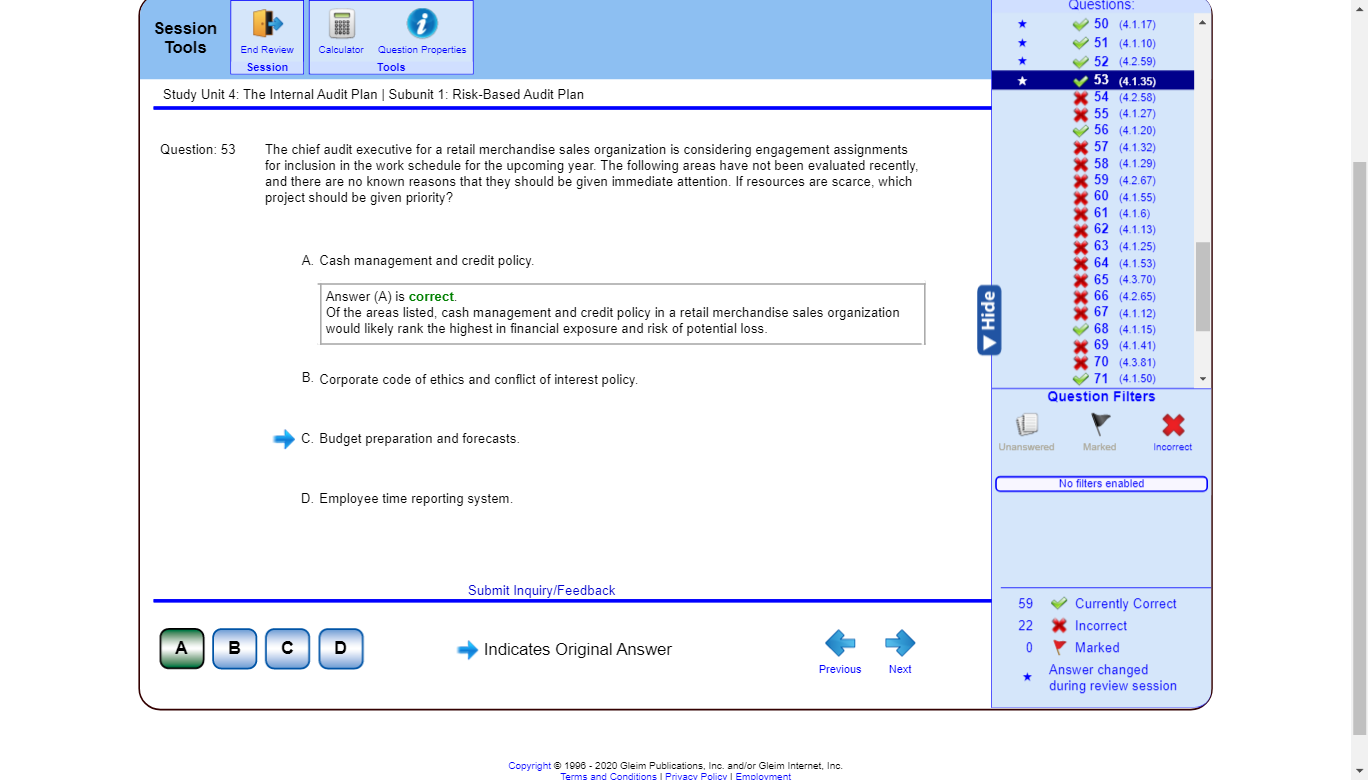 Session
Tools
End Review
Session
Calculator
Question Properties
Tools
Study Unit 4: The Internal Audit Plan | Subunit 1: Risk-Based Audit Plan
Question: 53
The chief audit executive for a retail merchandise sales organization is considering engagement assignments
for inclusion in the work schedule for the upcoming year. The following areas have not been evaluated recently,
and there are no known reasons that they should be given immediate attention. If resources are scarce, which
project should be given priority?
A. Cash management and credit policy.
Answer (A) is correct.
Of the areas listed, cash management and credit policy in a retail merchandise sales organization
would likely rank the highest in financial exposure and risk of potential loss.
B. Corporate code of ethics and conflict of interest policy.
C. Budget preparation and forecasts.
D. Employee time reporting system.
Submit Inquiry/Feedback
A
B
C
D
Indicates Original Answer
Previous
Next
Hide
Questions:
50 (4.1.17)
51 (4.1.10)
52 (4.2.59)
53 (4.1.35)
54 (4.2.58)
55 (4.1.27)
56 (4.1.20)
57 (4.1.32)
58 (4.1.29)
59 (4.2.67)
60 (4.1.55)
61 (4.1.6)
62 (4.1.13)
63 (4.1.25)
64 (4.1.53)
65 (4.3.70)
66 (4.2.65)
67 (4.1.12)
68 (4.1.15)
69 (4.1.41)
70 (4.3.81)
71 (4.1.50)
Question Filters
Unanswered
Marked
Incorrect
No filters enabled
59 Currently Correct
22 Incorrect
0 Marked
Answer changed
during review session
Copyright © 1996 - 2020 Gleim Publications, Inc. and/or Gleim Internet, Inc.
Terms and Conditions | Privacy Policy | Employment